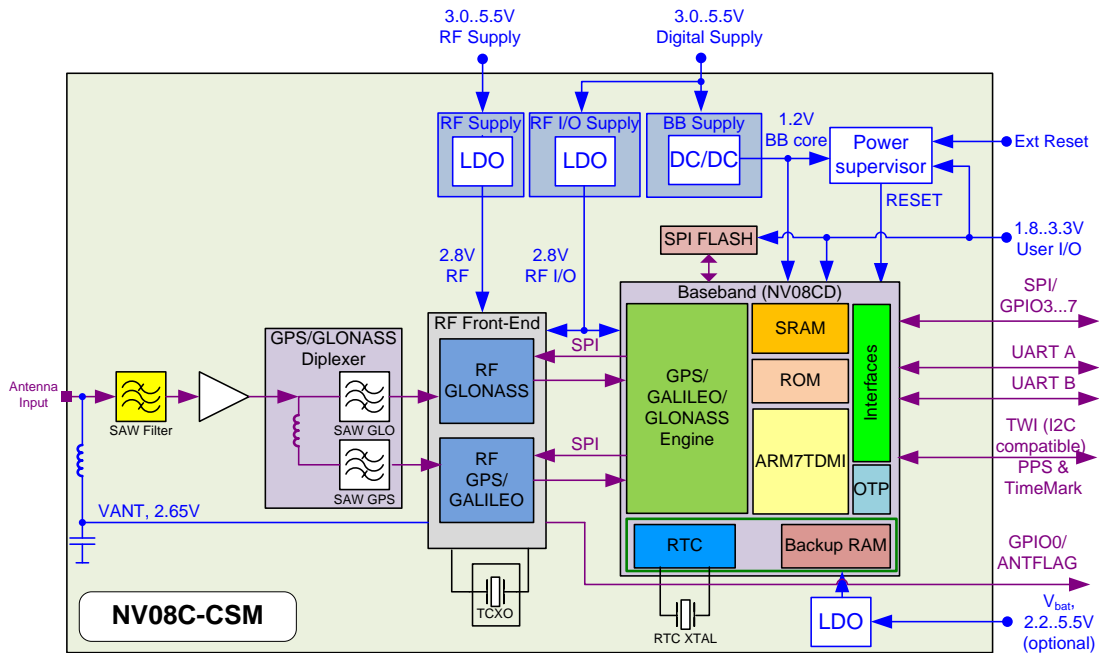 3.0..5.5V
RF Supply
3.0..5.5V
Digital Supply
RF Supply
LDO
RF I/O Supply
LDO
BB Supply
DC/DC
1.2V
BB core
Power
supervisor
Ext Reset
RESET
SPI FLASH
1.8..3.3V
User I/O
2.8V
RF
2.8V
RF I/O
Baseband (NV08CD)
SPI/
GPIO3...7
RF Front-End
GPS/GLONASS
Diplexer
SPI
RF
GLONASS
GPS/
GALILEO/
GLONASS
Engine
SRAM
ROM
ARM7TDMI
Interfaces
OTP
UART A
UART B
TWI (I2C
compatible)
PPS &
TimeMark
Antenna
Input
SAW Filter
SAW GLO
SAW GPS
SPI
RF
GPS/
GALILEO
VANT, 2.65V
RTC
Backup RAM
GPIO0/
ANTFLAG
TCXO
RTC XTAL
LDO
Vbat,
2.2..5.5V
(optional)
NV08C-CSM